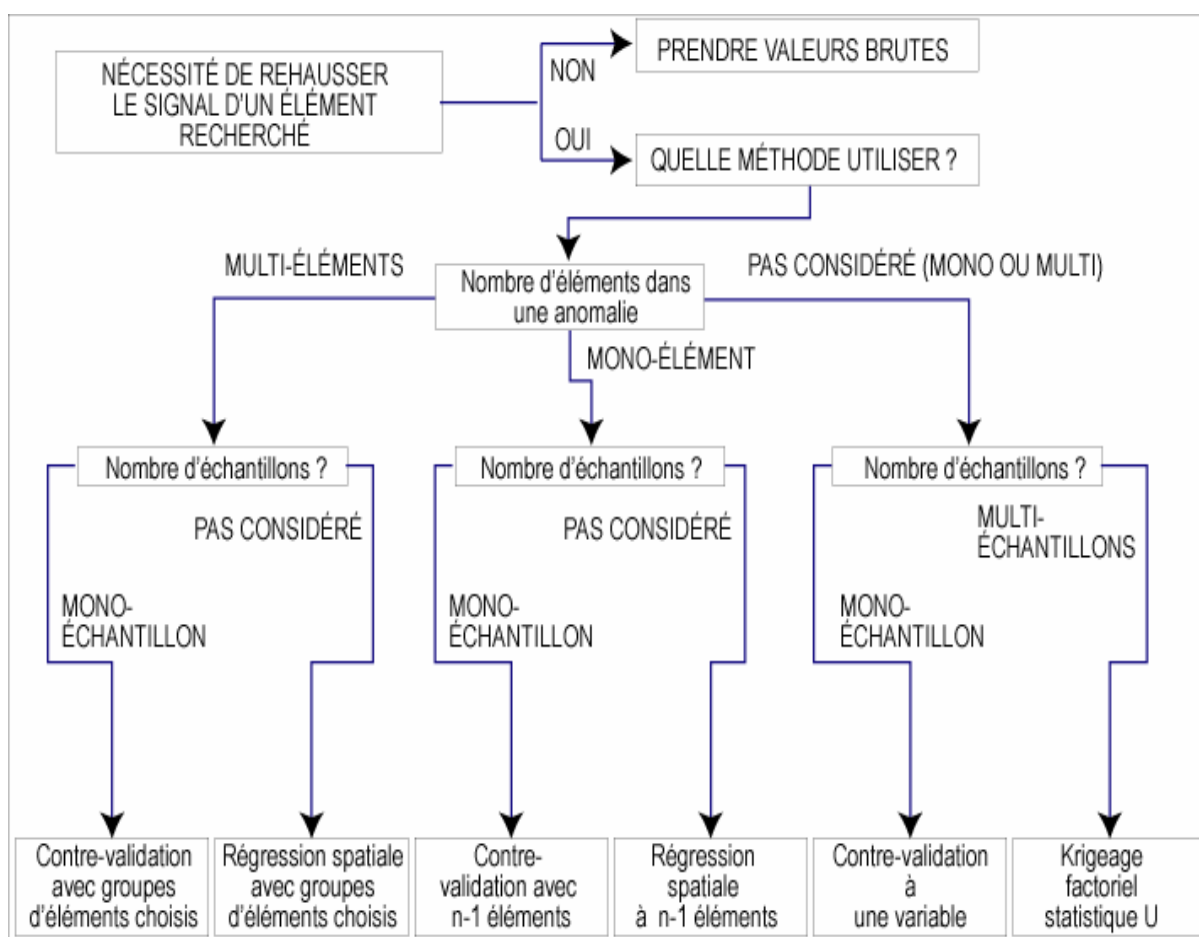 NÉCESSITÉ DE REHAUSSER
LE SIGNAL D'UN ÉLÉMENT
RECHERCHÉ
NON
PRENDRE VALEURS BRUTES
OUI
QUELLE MÉTHODE UTILISER ?
MULTI-ÉLÉMENTS
Nombre d'éléments dans
une anomalie
PAS CONSIDÉRÉ (MONO OU MULTI)
MONO-ÉLÉMENT
Nombre d'échantillons ?
Nombre d'échantillons ?
Nombre d'échantillons ?
PAS CONSIDÉRÉ
PAS CONSIDÉRÉ
MULTI-
ÉCHANTILLONS
MONO-
ÉCHANTILLON
MONO-
ÉCHANTILLON
MONO-
ÉCHANTILLON
Contre-validation
avec groupes
d'éléments choisis
Régression spatiale
avec groupes
d'éléments choisis
Contre-
validation avec
n-1 éléments
Régression
spatiale
à n-1 éléments
Contre-validation
à
une variable
Krigeage
factoriel
statistique U